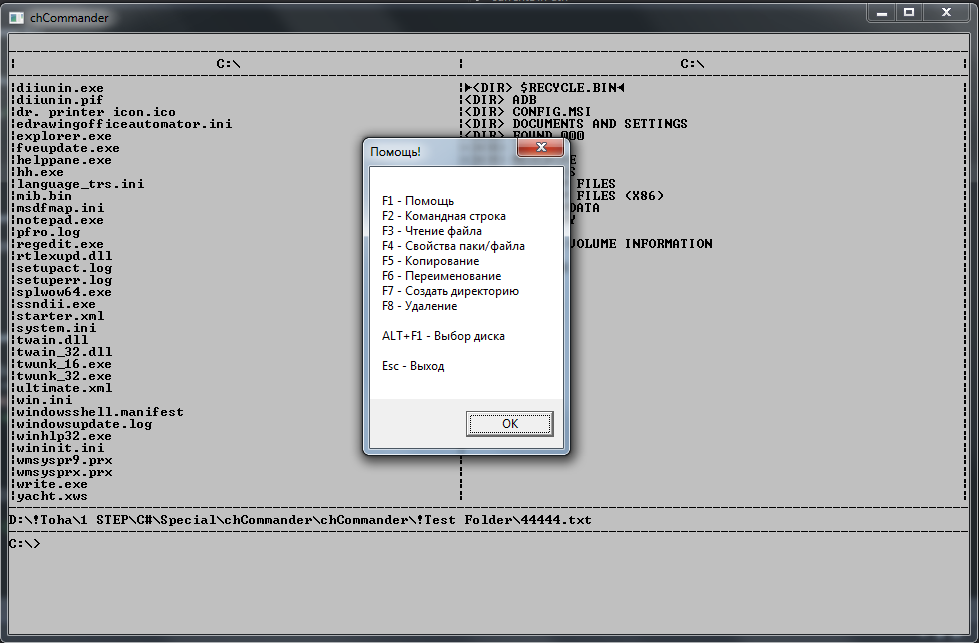 chCommander
C:\ C:\
diiunin.exe ►<DIR> $RECYCLE.BIN◄
diiunin.pif <DIR> ADB
dr. printer icon.ico <DIR> CONFIG.MSI
edrawingofficeautomator.ini <DIR> DOCUMENTS AND SETTINGS
explorer.exe <DIR> FOUND.000
fveupdate.exe
helppane.exe E
hh.exe S
language_trs.ini FILES
mib.bin FILES (X86)
msdfmap.ini DATA
notepad.exe Y
pfro.log
regedit.exe VOLUME INFORMATION
rtlexupd.dll
setupact.log
setuperr.log
splwow64.exe
ssndii.exe
starter.xml
system.ini
twain.dll
twain_32.dll
twunk_16.exe
twunk_32.exe
ultimate.xml
win.ini
windowsshell.manifest
windowsupdate.log
winhlp32.exe
wininit.ini
wmsyspr9.prx
wmsysprx.prx
write.exe
yacht.xws
Помощь!
F1 - Помощь
F2 - Командная строка
F3 - Чтение файла
F4 - Свойства паки/файла
F5 - Копирование
F6 - Переименование
F7 - Создать директорию
F8 - Удаление
ALT+F1 - Выбор диска
Esc - Выход
OK
D:\!Toha\1 STEP\C#\Special\chCommander\chCommander\!Test Folder\44444.txt
C:\>